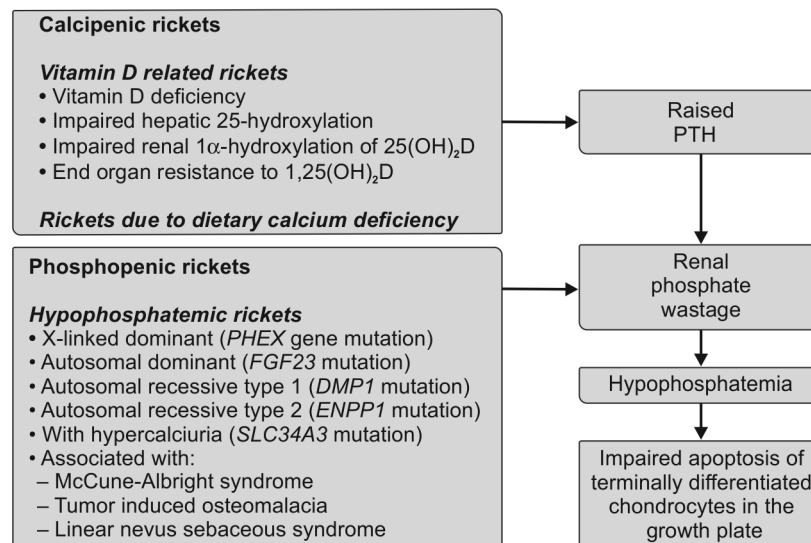 Calcipenic rickets
Vitamin D related rickets
• Vitamin D deficiency
• Impaired hepatic 25-hydroxylation
• Impaired renal 1α-hydroxylation of 25(OH)₂D
• End organ resistance to 1,25(OH)₂D
Rickets due to dietary calcium deficiency
Phosphopenic rickets
Hypophosphatemic rickets
• X-linked dominant (PHEX gene mutation)
• Autosomal dominant (FGF23 mutation)
• Autosomal recessive type 1 (DMP1 mutation)
• Autosomal recessive type 2 (ENPP1 mutation)
• With hypercalciuria (SLC34A3 mutation)
• Associated with:
– McCune-Albright syndrome
– Tumor induced osteomalacia
– Linear nevus sebaceous syndrome
Raised
PTH
Renal
phosphate
wastage
Hypophosphatemia
Impaired apoptosis of
terminally differentiated
chondrocytes in the
growth plate